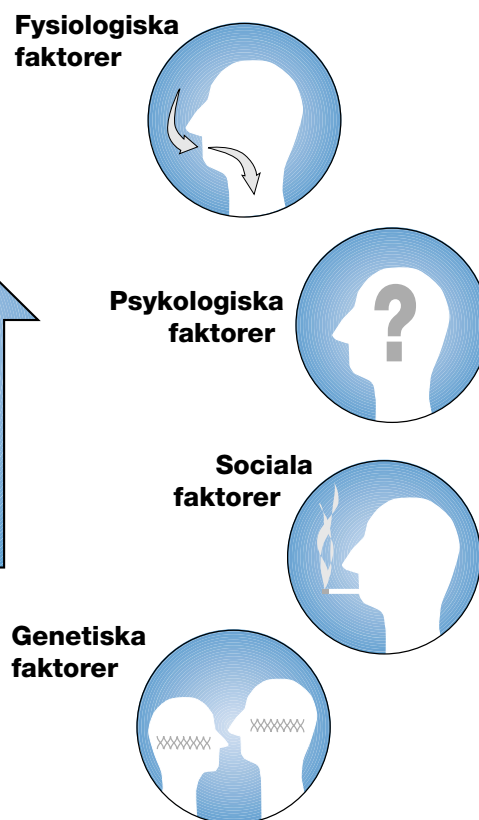 Fysiologiska
faktorer
Psykologiska
faktorer
?
Sociala
faktorer
Genetiska
faktorer